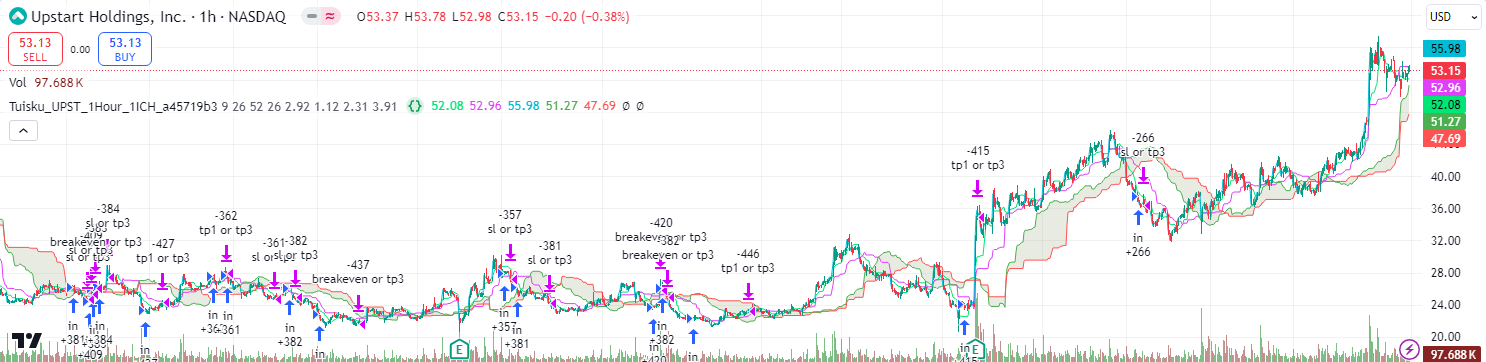 Upstart Holdings, Inc. · 1h · NASDAQ O53.37 H53.78 L52.98 C53.15 −0.20 (−0.38%)
USD
53.13
SELL
0.00
53.13
BUY
Vol 97.688 K
Tuisku_UPST_1Hour_1ICH_a45719b3 9 26 52 26 2.92 1.12 2.31 3.91 {} 52.08 52.96 55.98 51.27 47.69 Ø Ø
55.98
53.15
52.96
52.08
51.27
47.69
40.00
36.00
32.00
28.00
24.00
20.00
97.688 K
-384
sl or tp3
-409
breakeven or tp3
sl or tp3
-427
tp1 or tp3
-362
tp1 or tp3
-361
-382
sl or tp3
-437
breakeven or tp3
-357
sl or tp3
-381
sl or tp3
-420
breakeven or tp3
-382
breakeven or tp3
-446
tp1 or tp3
-415
tp1 or tp3
-266
sl or tp3
in
in
+384
+409
in
in
in
+361
in
+382
in
in
+357
in
+381
in
in
+382
in
in
in
+266
E
E